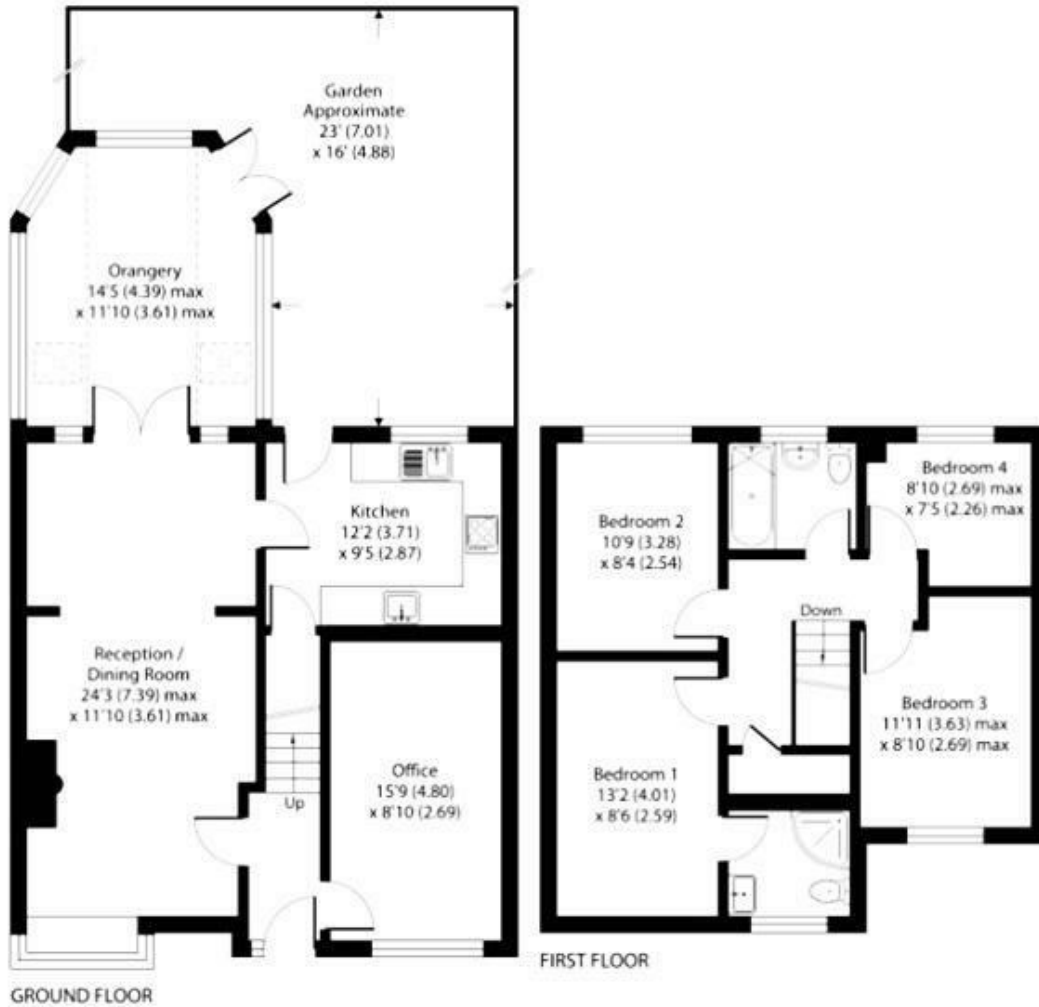 Garden
Approximate
23' (7.01)
x 16' (4.88)
Orangery
14'5 (4.39) max
x 11'10 (3.61) max
Kitchen
12'2 (3.71)
x 9'5 (2.87)
Reception /
Dining Room
24'3 (7.39) max
x 11'10 (3.61) max
Up
Office
15'9 (4.80)
x 8'10 (2.69)
GROUND FLOOR
Bedroom 2
10'9 (3.28)
x 8'4 (2.54)
Bedroom 4
8'10 (2.69) max
x 7'5 (2.26) max
Down
Bedroom 1
13'2 (4.01)
x 8'6 (2.59)
Bedroom 3
11'11 (3.63) max
x 8'10 (2.69) max
FIRST FLOOR